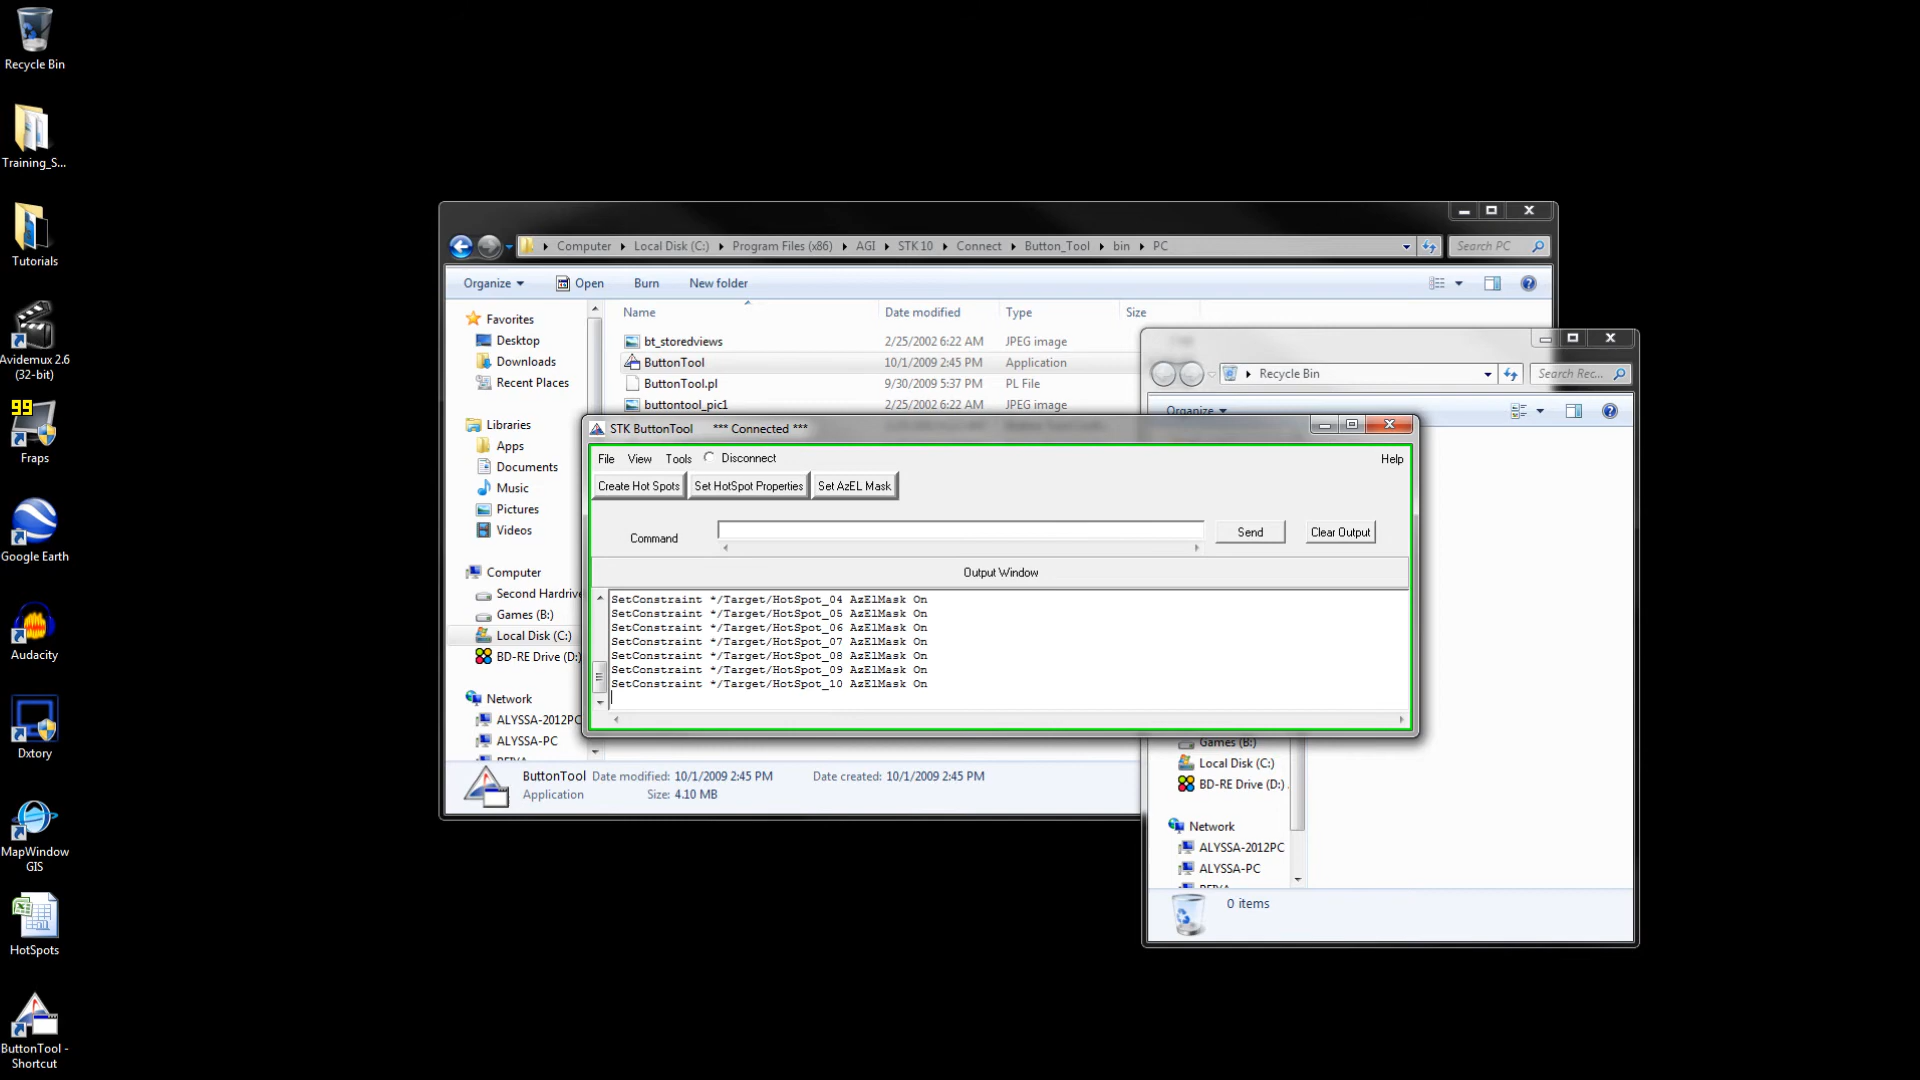 Recycle Bin
Training_S...
Tutorials
Avidemux 2.6
(32-bit)
99
Fraps
Google Earth
Audacity
Dxtory
MapWindow
GIS
HotSpots
ButtonTool -
Shortcut
Computer
Local Disk (C:)
Program Files (x86)
AGI
STK 10
Connect
Button_Tool
bin
PC
Search PC
Organize
Open
Burn
New folder
Favorites
Desktop
Downloads
Recent Places
Libraries
Apps
Documents
Music
Pictures
Videos
Computer
Second Hardrive
Games (B:)
Local Disk (C:)
BD-RE Drive (D:)
Network
ALYSSA-2012PC
ALYSSA-PC
Name Date modified Type Size
bt_storedviews 2/25/2002 6:22 AM JPEG image
ButtonTool 10/1/2009 2:45 PM Application
ButtonTool.pl 9/30/2009 5:37 PM PL File
buttontool_pic1 2/25/2002 6:22 AM JPEG image
ButtonTool Date modified: 10/1/2009 2:45 PM Date created: 10/1/2009 2:45 PM
Application Size: 4.10 MB
Recycle Bin
Search Rec...
Organize
Games (B:)
Local Disk (C:)
BD-RE Drive (D:)
Network
ALYSSA-2012PC
ALYSSA-PC
0 items
STK ButtonTool *** Connected ***
File View Tools Disconnect Help
Create Hot Spots Set HotSpot Properties Set AzEL Mask
Command Send Clear Output
Output Window
SetConstraint */Target/HotSpot_04 AzElMask On
SetConstraint */Target/HotSpot_05 AzElMask On
SetConstraint */Target/HotSpot_06 AzElMask On
SetConstraint */Target/HotSpot_07 AzElMask On
SetConstraint */Target/HotSpot_08 AzElMask On
SetConstraint */Target/HotSpot_09 AzElMask On
SetConstraint */Target/HotSpot_10 AzElMask On